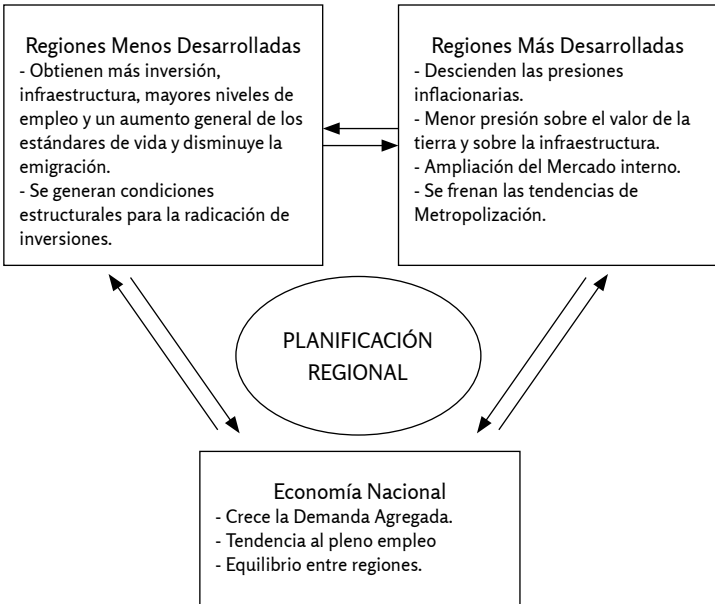 Regiones Menos Desarrolladas
- Obtienen más inversión,
infraestructura, mayores niveles de
empleo y un aumento general de los
estándares de vida y disminuye la
emigración.
- Se generan condiciones
estructurales para la radicación de
inversiones.
Regiones Más Desarrolladas
- Descienden las presiones
inflacionarias.
- Menor presión sobre el valor de la
tierra y sobre la infraestructura.
- Ampliación del Mercado interno.
- Se frenan las tendencias de
Metropolización.
PLANIFICACIÓN
REGIONAL
Economía Nacional
- Crece la Demanda Agregada.
- Tendencia al pleno empleo
- Equilibrio entre regiones.